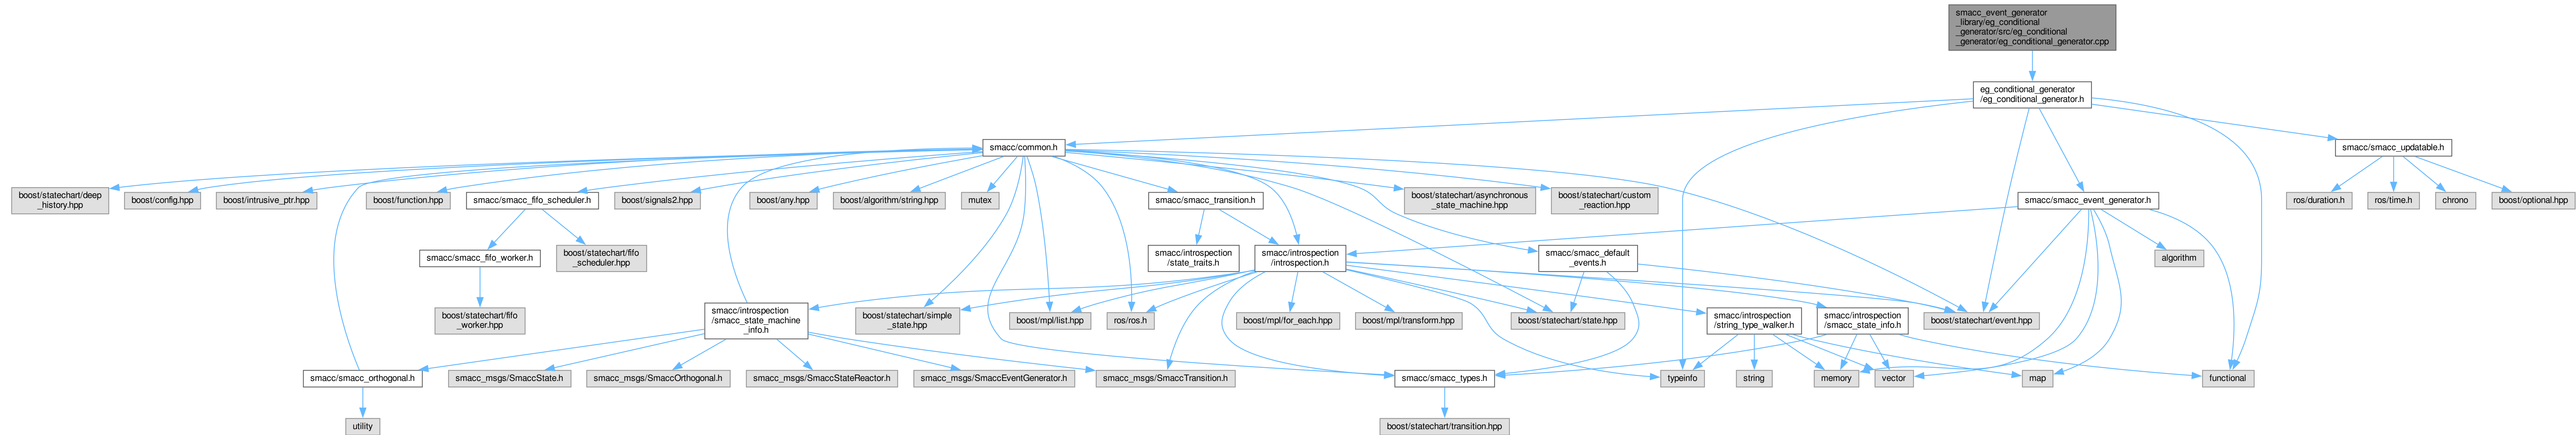 smacc_event_generator
_library/eg_conditional
_generator/src/eg_conditional
_generator/eg_conditional_generator.cpp
eg_conditional_generator
/eg_conditional_generator.h
smacc/common.h
smacc/smacc_updatable.h
boost/statechart/deep
_history.hpp
boost/config.hpp
boost/intrusive_ptr.hpp
boost/function.hpp
smacc/smacc_fifo_scheduler.h
boost/signals2.hpp
boost/any.hpp
boost/algorithm/string.hpp
mutex
smacc/smacc_transition.h
boost/statechart/asynchronous
_state_machine.hpp
boost/statechart/custom
_reaction.hpp
smacc/smacc_event_generator.h
ros/duration.h
ros/time.h
chrono
boost/optional.hpp
smacc/smacc_fifo_worker.h
boost/statechart/fifo
_scheduler.hpp
smacc/introspection
/state_traits.h
smacc/introspection
/introspection.h
smacc/smacc_default
_events.h
algorithm
boost/statechart/fifo
_worker.hpp
smacc/introspection
/smacc_state_machine
_info.h
boost/statechart/simple
_state.hpp
boost/mpl/list.hpp
ros/ros.h
boost/mpl/for_each.hpp
boost/mpl/transform.hpp
boost/statechart/state.hpp
smacc/introspection
/string_type_walker.h
smacc/introspection
/smacc_state_info.h
boost/statechart/event.hpp
smacc/smacc_orthogonal.h
smacc_msgs/SmaccState.h
smacc_msgs/SmaccOrthogonal.h
smacc_msgs/SmaccStateReactor.h
smacc_msgs/SmaccEventGenerator.h
smacc_msgs/SmaccTransition.h
smacc/smacc_types.h
typeinfo
string
memory
vector
map
functional
utility
boost/statechart/transition.hpp